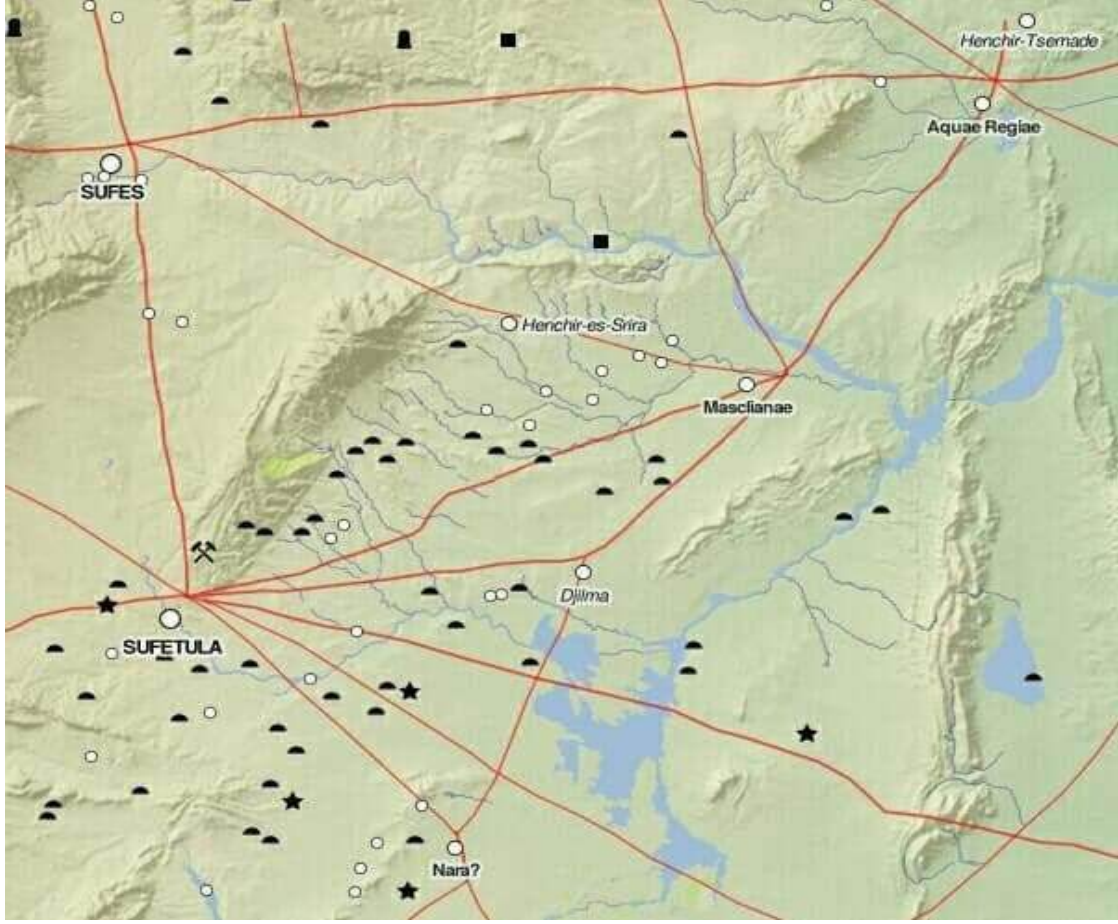 Henchir-Tsemade
Aquae Regiae
SUFES
Henchir-es-Srira
Masclianae
Djilma
SUFETULA
Nara?